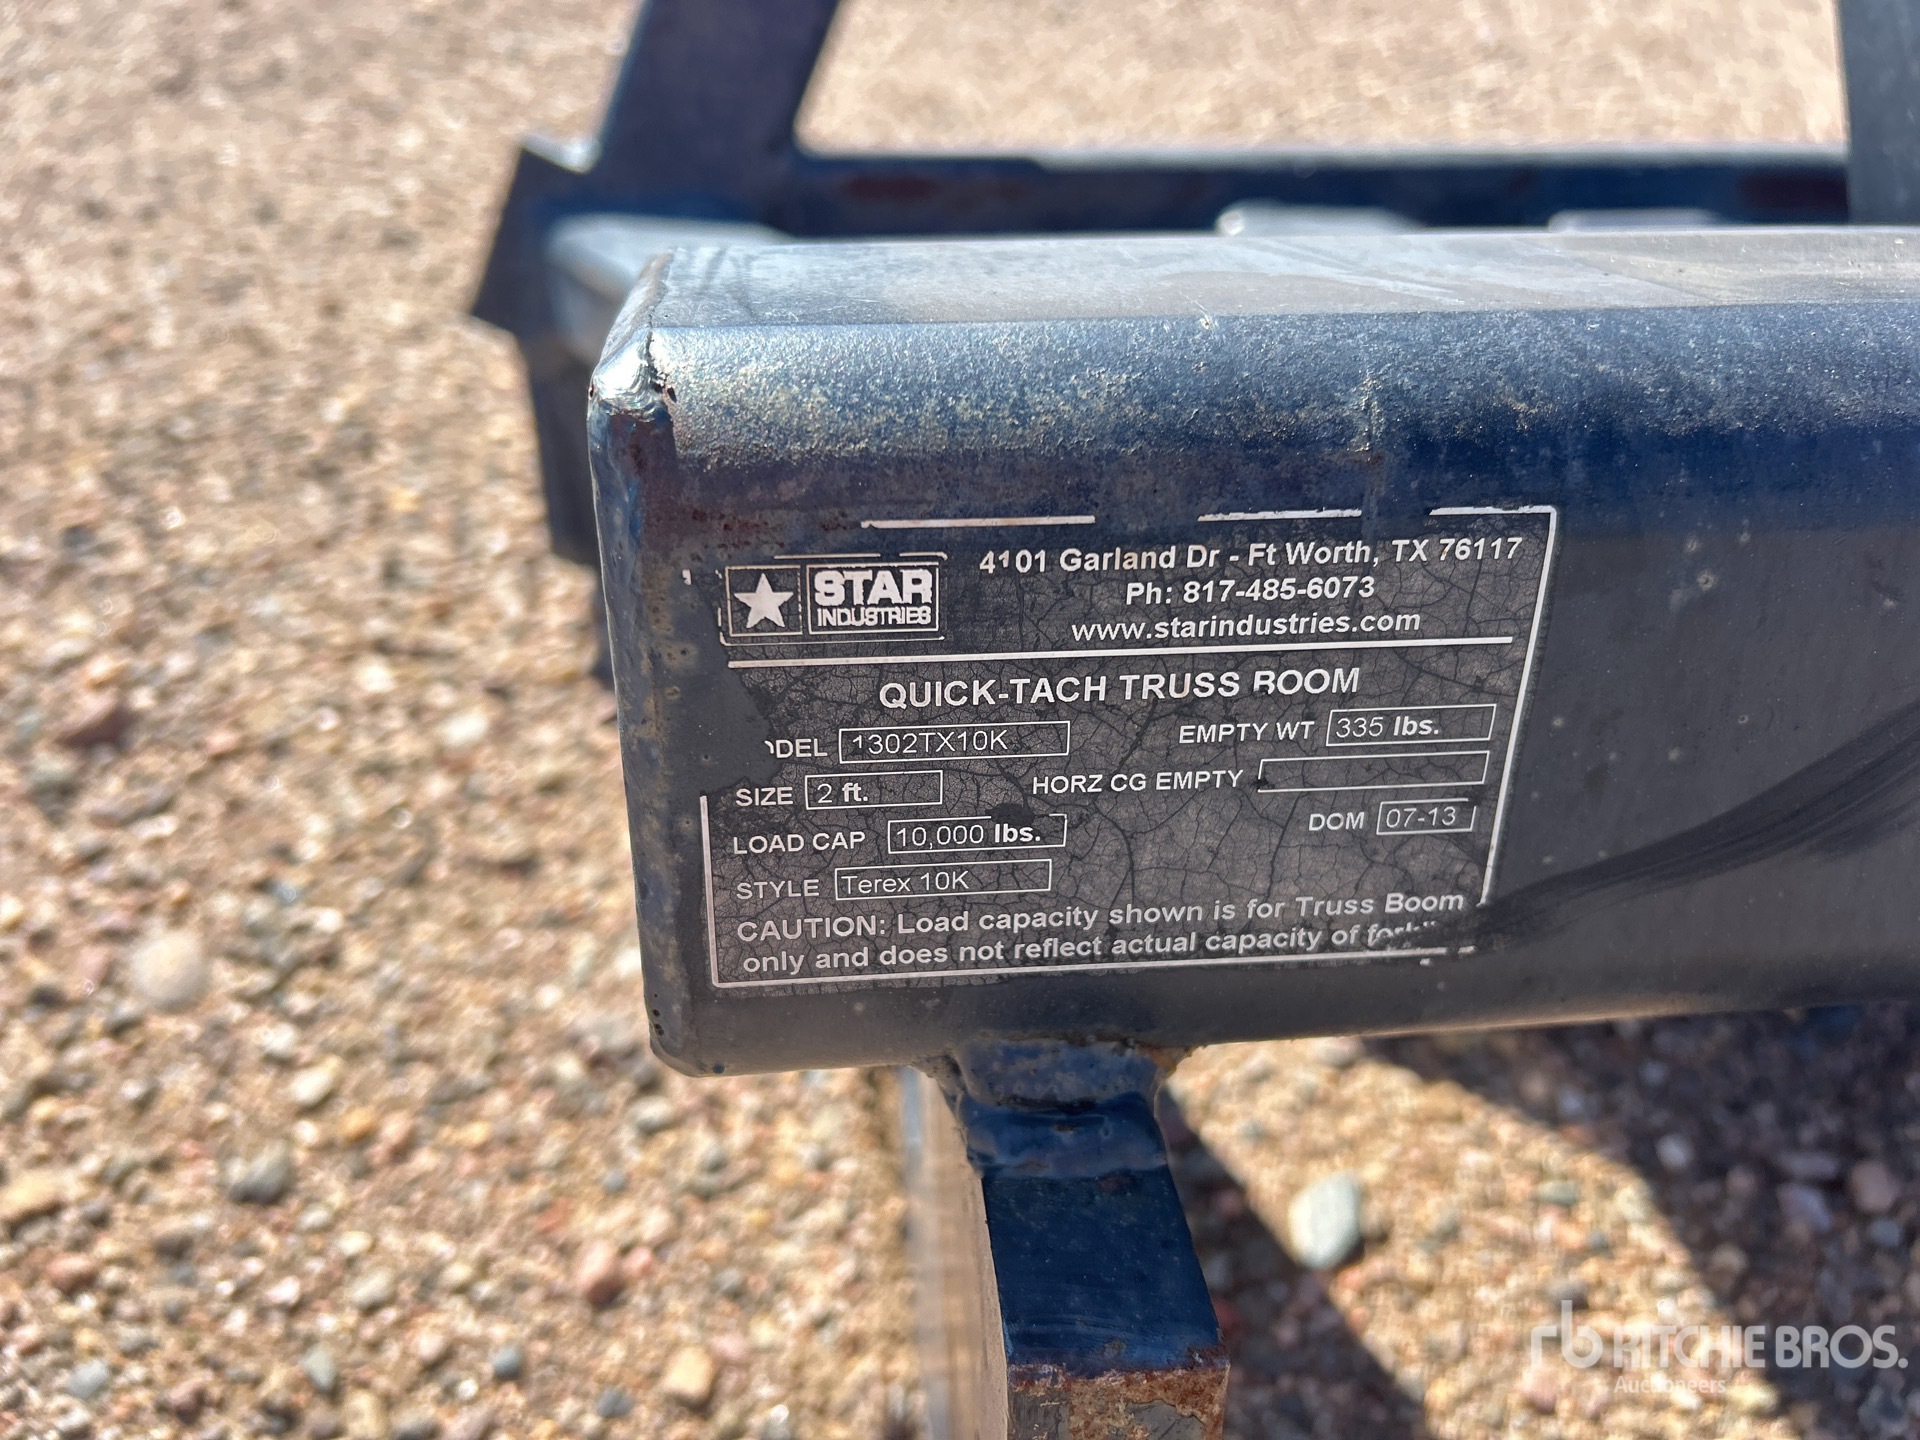 STAR
INDUSTRIES
4101 Garland Dr - Ft Worth, TX 76117
Ph: 817-485-6073
www.starindustries.com
QUICK-TACH TRUSS BOOM
ODEL 1302TX10K
EMPTY WT 335 lbs.
SIZE 2 ft.
HORZ CG EMPTY
LOAD CAP 10,000 lbs.
DOM 07-13
STYLE Terex 10K
CAUTION: Load capacity shown is for Truss Boom
only and does not reflect actual capacity of
rb RITCHIE BROS.
Auctioneers